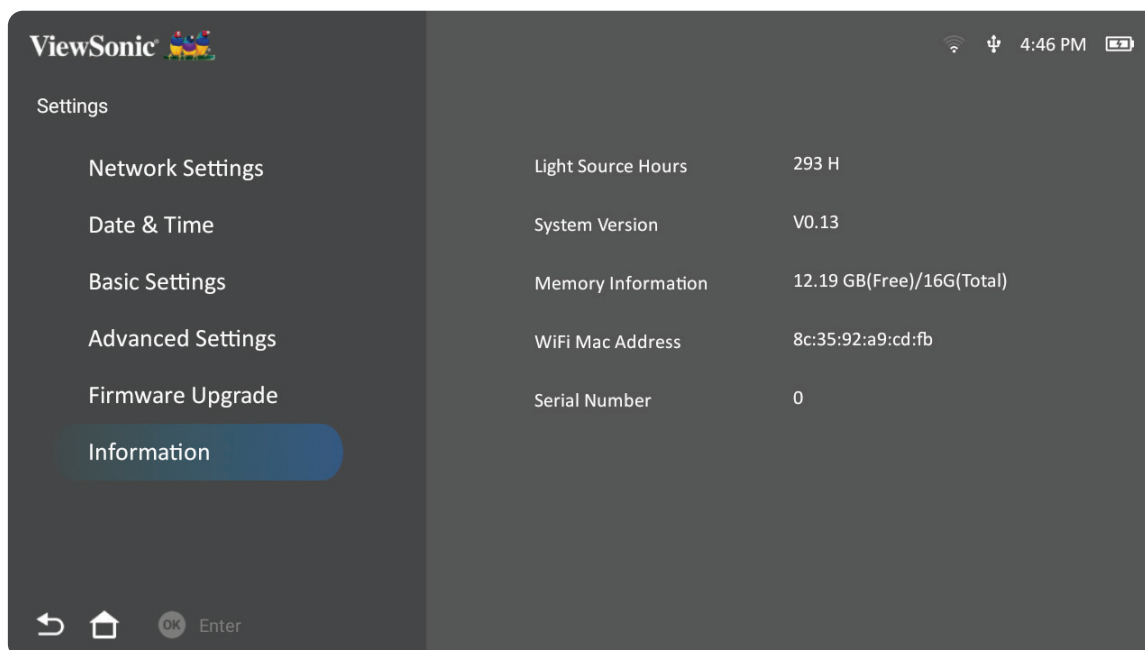 ViewSonic
4:46 PM
Settings
Network Settings
Date & Time
Basic Settings
Advanced Settings
Firmware Upgrade
Information
Light Source Hours 293 H
System Version V0.13
Memory Information 12.19 GB(Free)/16G(Total)
WiFi Mac Address 8c:35:92:a9:cd:fb
Serial Number 0
OK Enter